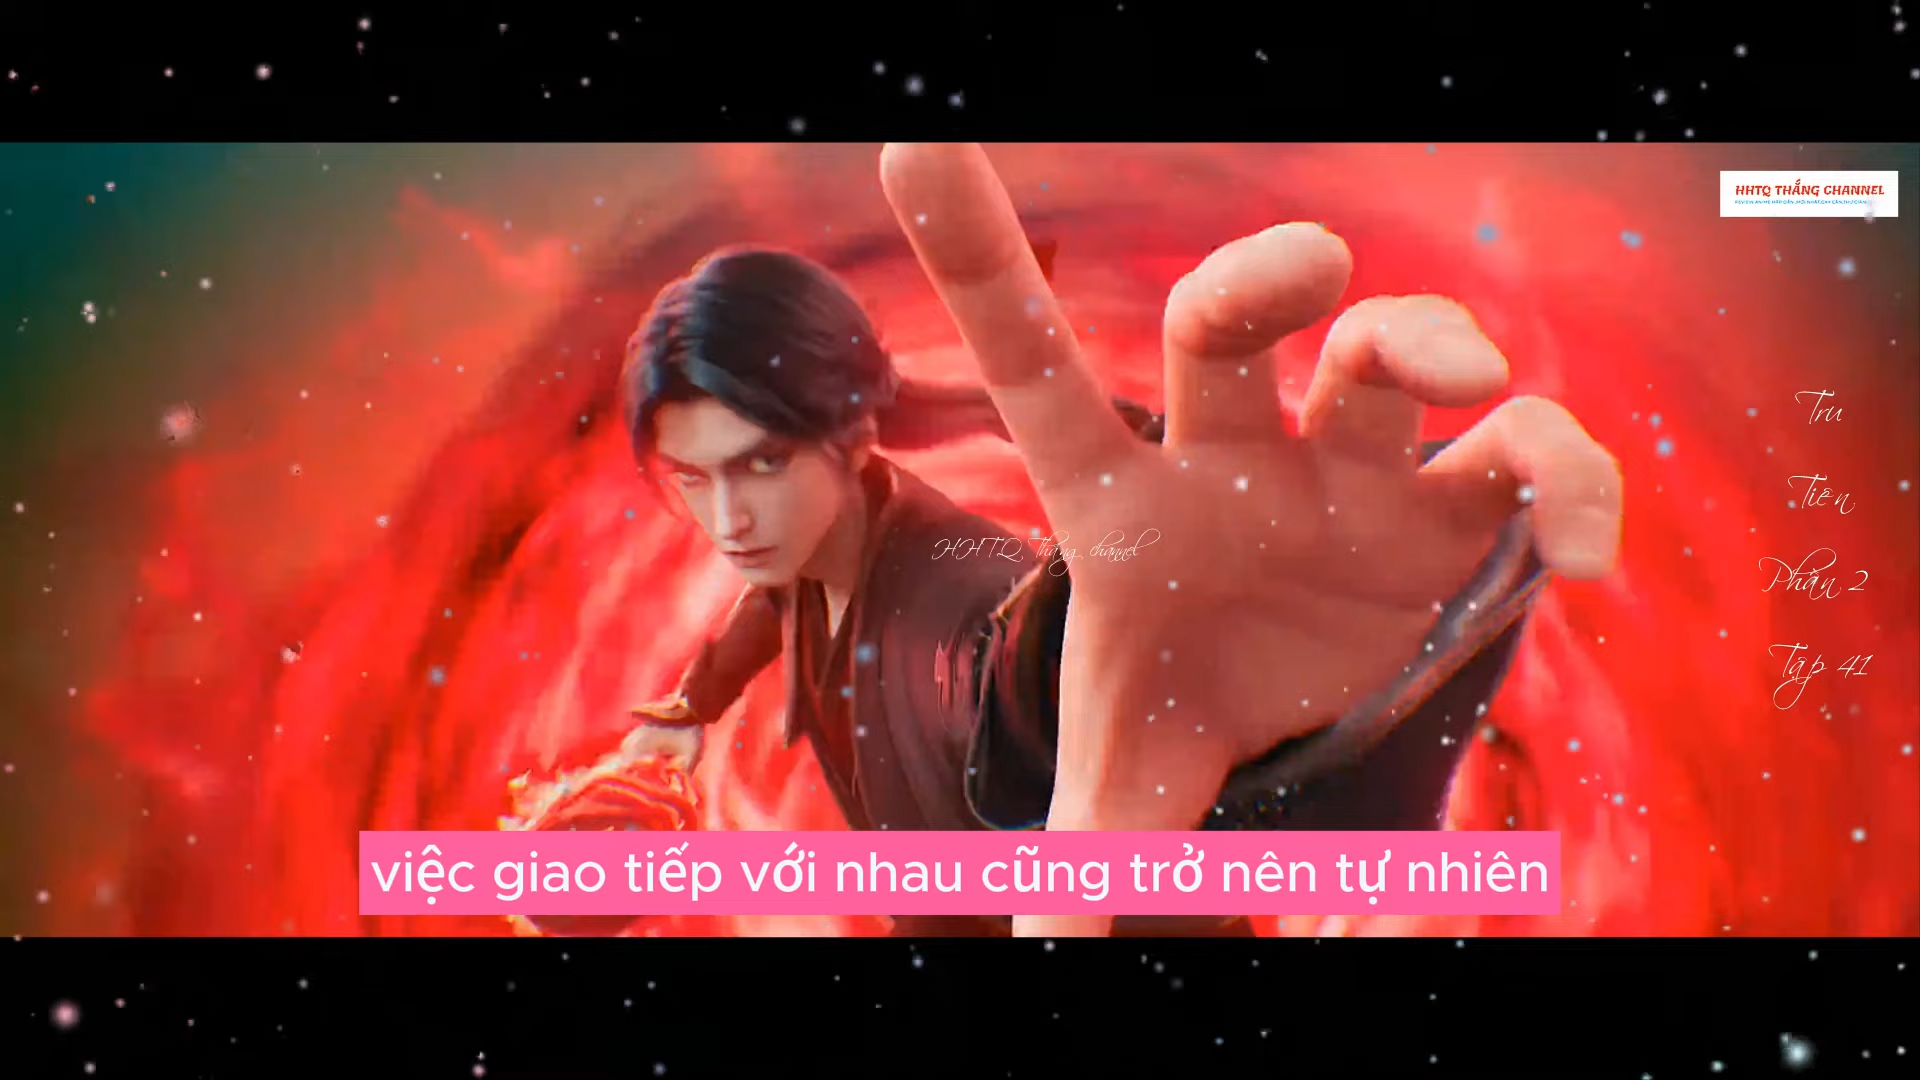 HHTQ THẮNG CHANNEL
Tru
Tiên
Phần 2
Tập 41
HHTQ Thắng channel
việc giao tiếp với nhau cũng trở nên tự nhiên